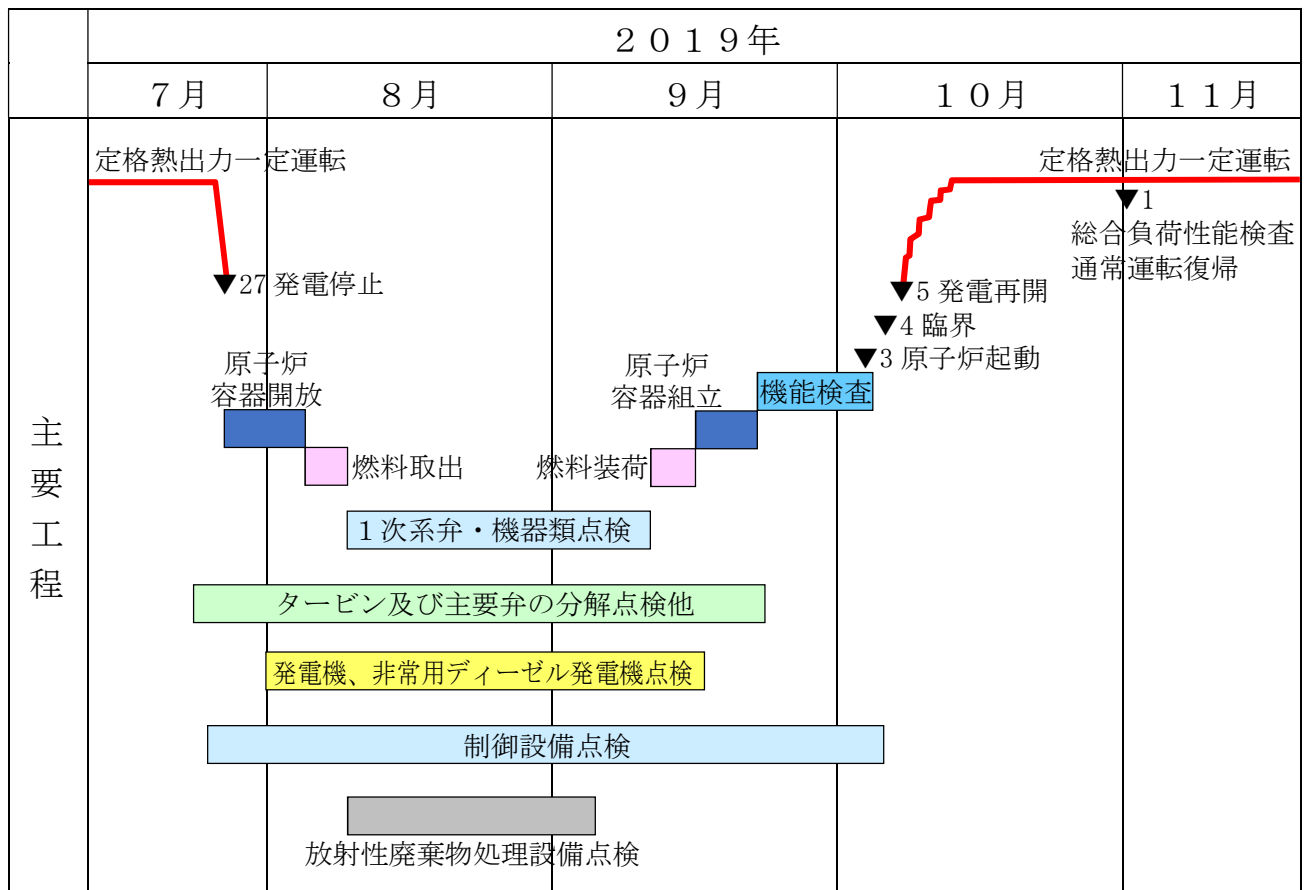 ２０１９年
７月
８月
９月
１０月
１１月
主要工程
定格熱出力一定運転
定格熱出力一定運転
▼1
総合負荷性能検査
通常運転復帰
▼27 発電停止
▼5 発電再開
▼4 臨界
▼3 原子炉起動
原子炉
容器開放
原子炉
容器組立
機能検査
燃料取出
燃料装荷
１次系弁・機器類点検
タービン及び主要弁の分解点検他
発電機、非常用ディーゼル発電機点検
制御設備点検
放射性廃棄物処理設備点検